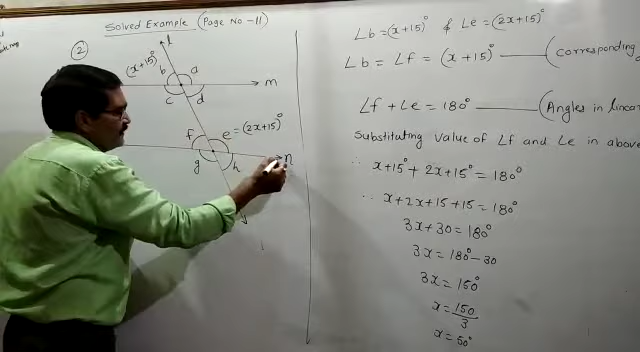 Solved Example (Page No-11)
2
l
(x+15)°
b a
m
c d
f e=(2x+15)°
n
g h
∠b=(x+15)° & ∠e=(2x+15)°
∠b = ∠f = (x+15)° (corresponding
∠f + ∠e = 180° (Angles in linear
Substituting value of ∠f and ∠e in above
∴ x+15°+2x+15°=180°
∴ x+2x+15+15=180°
3x+30=180°
3x=180°-30
3x=150°
x=150/3
x=50°